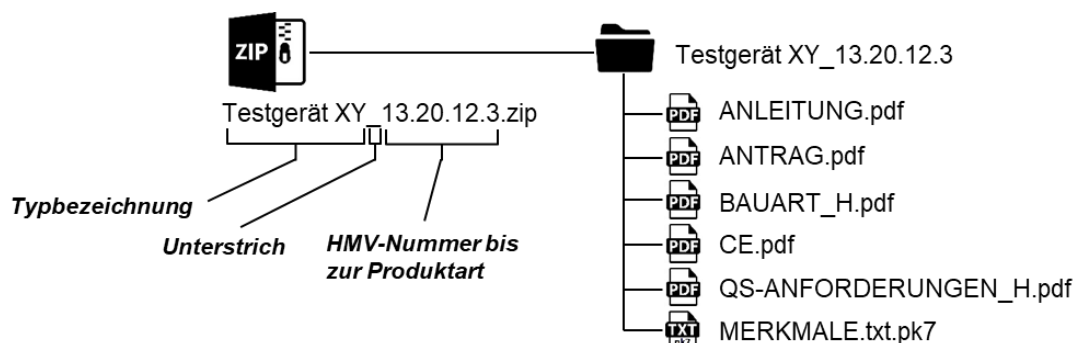 ZIP
Testgerät XY_13.20.12.3.zip
Typbezeichnung
Unterstrich
HMV-Nummer bis
zur Produktart
Testgerät XY_13.20.12.3
PDF ANLEITUNG.pdf
PDF ANTRAG.pdf
PDF BAUART_H.pdf
PDF CE.pdf
PDF QS-ANFORDERUNGEN_H.pdf
TXT MERKMALE.txt.pk7
pk7